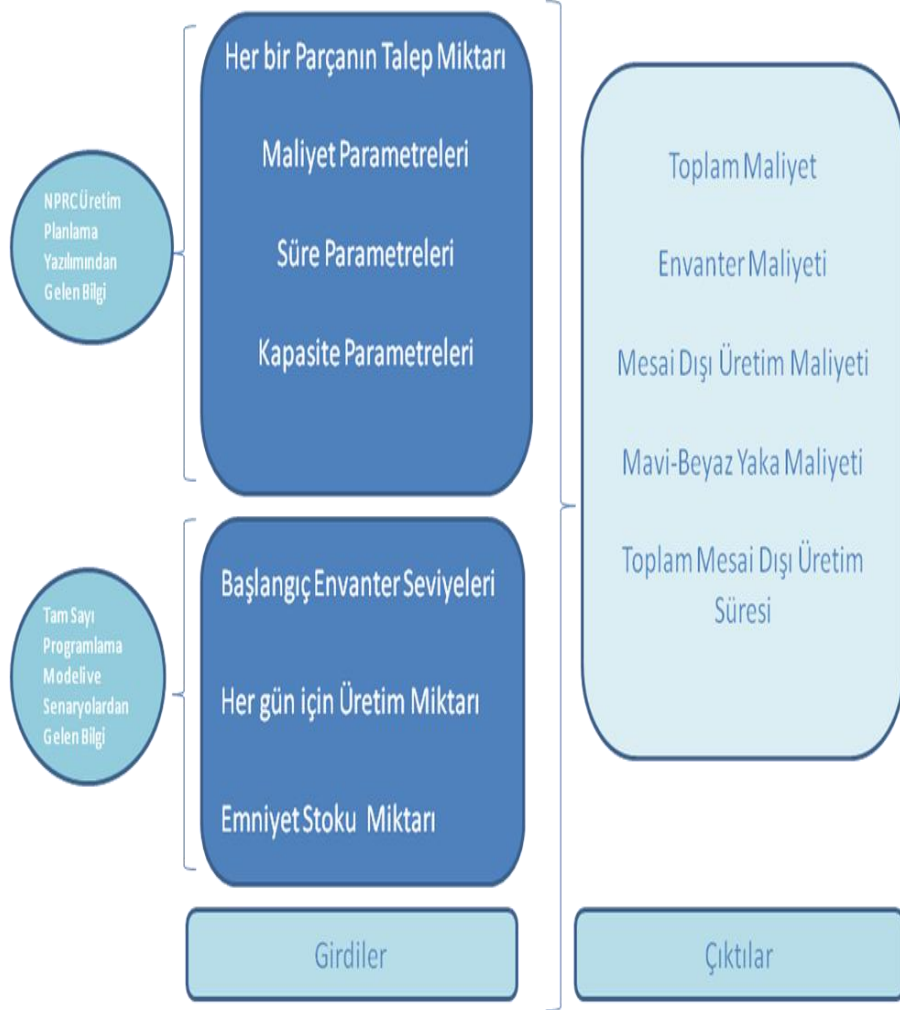 NPRC Üretim
Planlama
Yazılımından
Gelen Bilgi
Her bir Parçanın Talep Miktarı
Maliyet Parametreleri
Süre Parametreleri
Kapasite Parametreleri
Tam Sayı
Programlama
Modelive
Senaryolardan
Gelen Bilgi
Başlangıç Envanter Seviyeleri
Her gün için Üretim Miktarı
Emniyet Stoku Miktarı
Girdiler
Toplam Maliyet
Envanter Maliyeti
Mesai Dışı Üretim Maliyeti
Mavi-Beyaz Yaka Maliyeti
Toplam Mesai Dışı Üretim
Süresi
Çıktılar